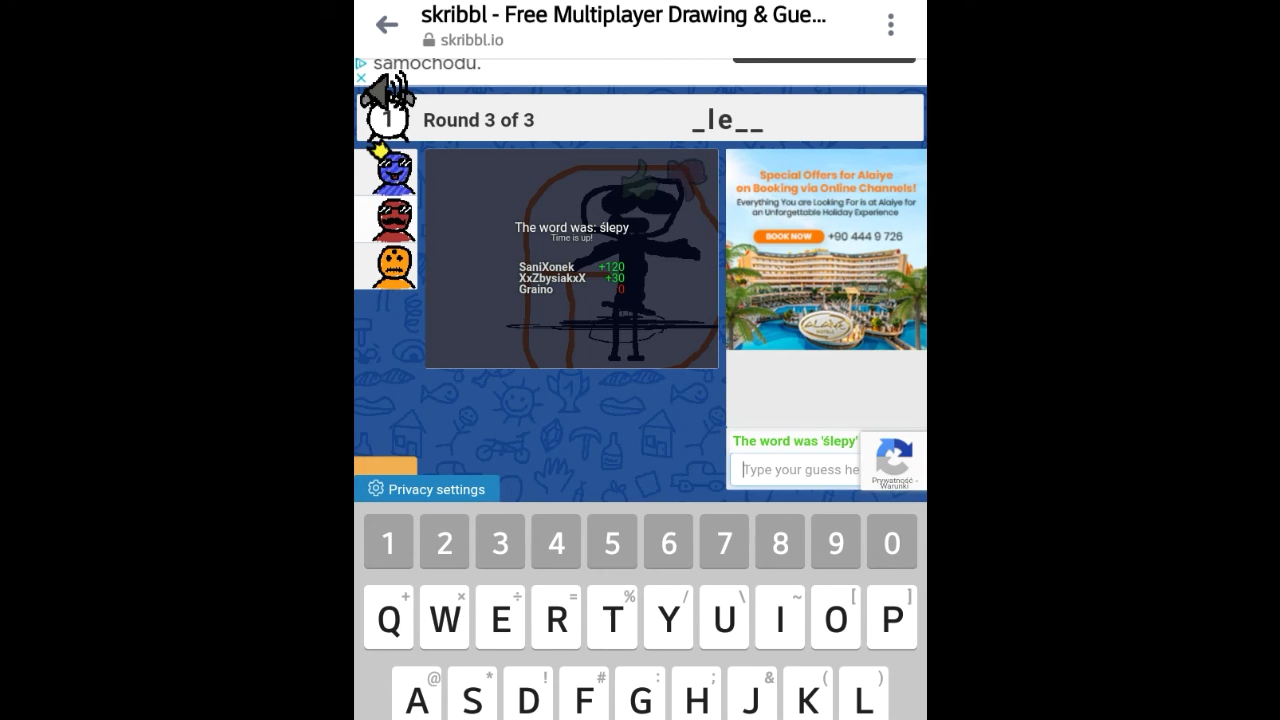 skribbl - Free Multiplayer Drawing & Gue...
skribbl.io
samochodu.
1
Round 3 of 3
_le__
The word was: ślepy
Time is up!
SaniXonek +120
XxZbysiakxX +30
Graino 0
Special Offers for Alaiye
on Booking via Online Channels!
Everything You are Looking For is at Alaiye for
an Unforgettable Holiday Experience
BOOK NOW +90 444 9 726
ALAIYE
HOTELS
The word was 'ślepy'
Type your guess he
Prywatność -
Warunki
Privacy settings
1 2 3 4 5 6 7 8 9 0
+ × ÷ = % / \ ~ [ ]
Q W E R T Y U I O P
@ * ! # : ; & ( )
A S D F G H J K L